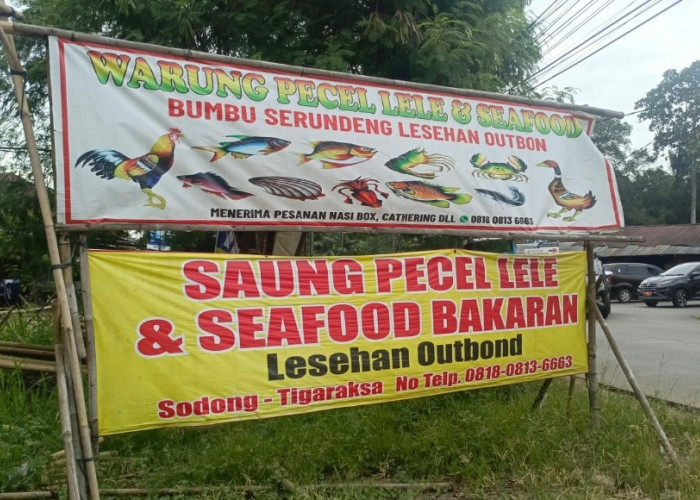 WARUNG PECEL LELE & SEAFOOD
BUMBU SERUNDENG LESEHAN OUTBON
MENERIMA PESANAN NASI BOX, CATHERING DLL 0818 0813 6663
SAUNG PECEL LELE
& SEAFOOD BAKARAN
Lesehan Outbond
Sodong - Tigaraksa No Telp. 0818-0813-6663